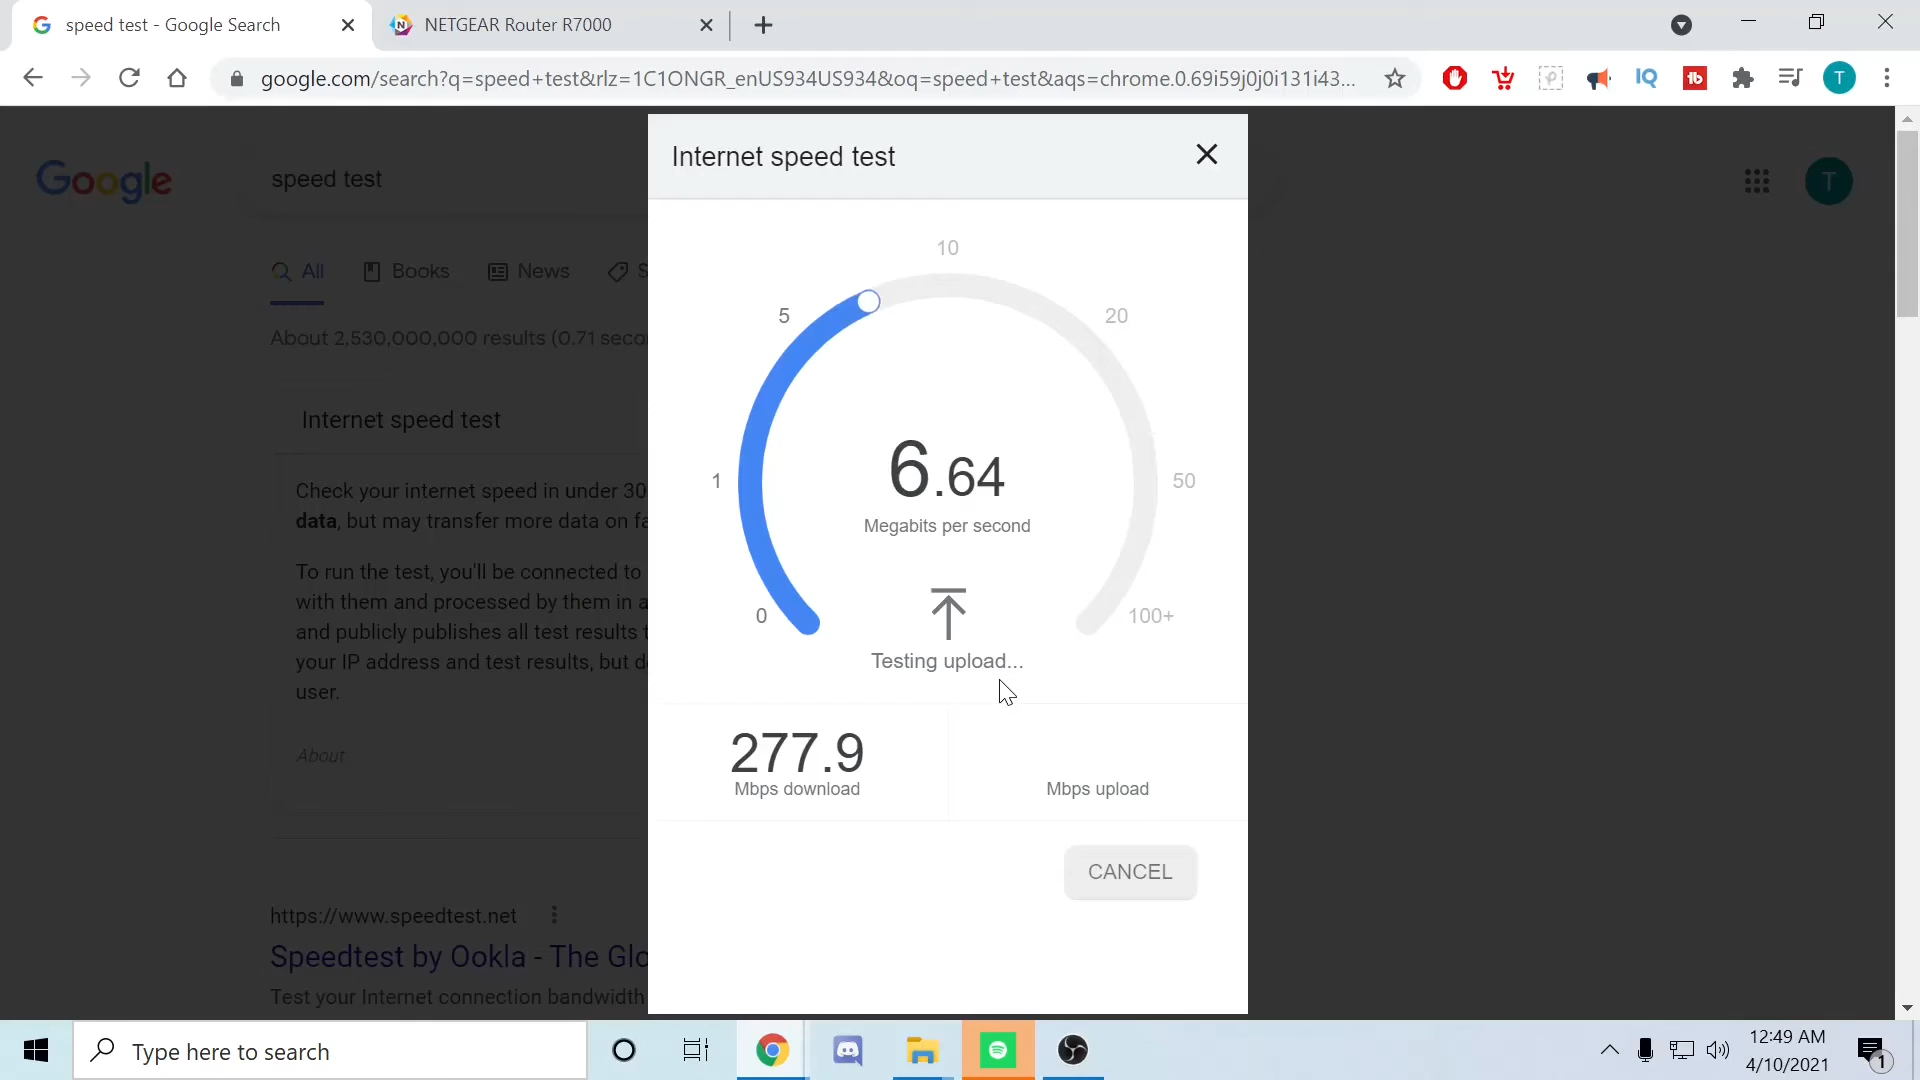 speed test - Google Search
NETGEAR Router R7000
google.com/search?q=speed+test&rlz=1C1ONGR_enUS934US934&oq=speed+test&aqs=chrome.0.69i59j0j0i131i43...
IQ
tb
T
Google
speed test
T
All
Books
News
S
About 2,530,000,000 results (0.71 seco
Internet speed test
Check your internet speed in under 30
data, but may transfer more data on fa
To run the test, you'll be connected to
with them and processed by them in a
and publicly publishes all test results t
your IP address and test results, but d
user.
About
https://www.speedtest.net
Speedtest by Ookla - The Glo
Test your Internet connection bandwidth
Internet speed test
0
1
5
10
20
50
100+
6.64
Megabits per second
Testing upload...
277.9
Mbps download
Mbps upload
CANCEL
Type here to search
12:49 AM
4/10/2021
1